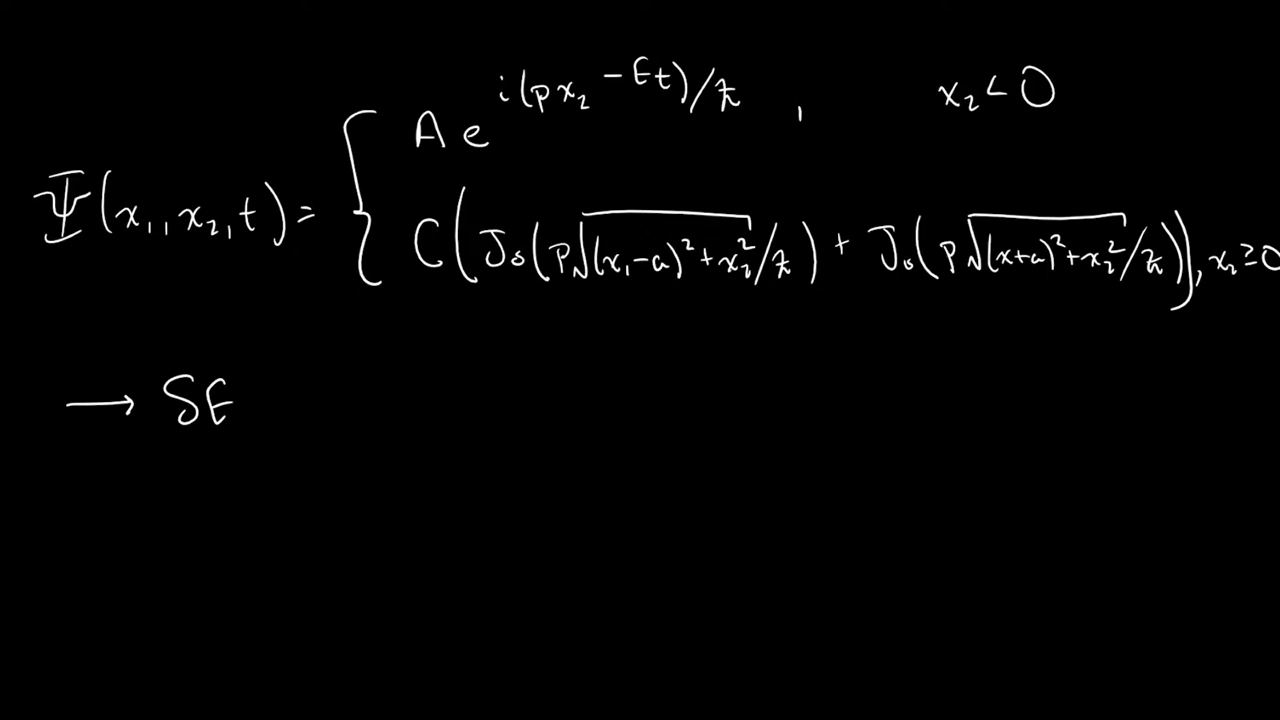 Ψ(x₁, x₂, t) = { A e^{i(px₂ - Et)/ħ} , x₂ < 0
C(J₀(p√((x₁-a)²+x₂²)/ħ) + J₀(p√((x+a)²+x₂²)/ħ)), x₂ ≥ 0
→ SE